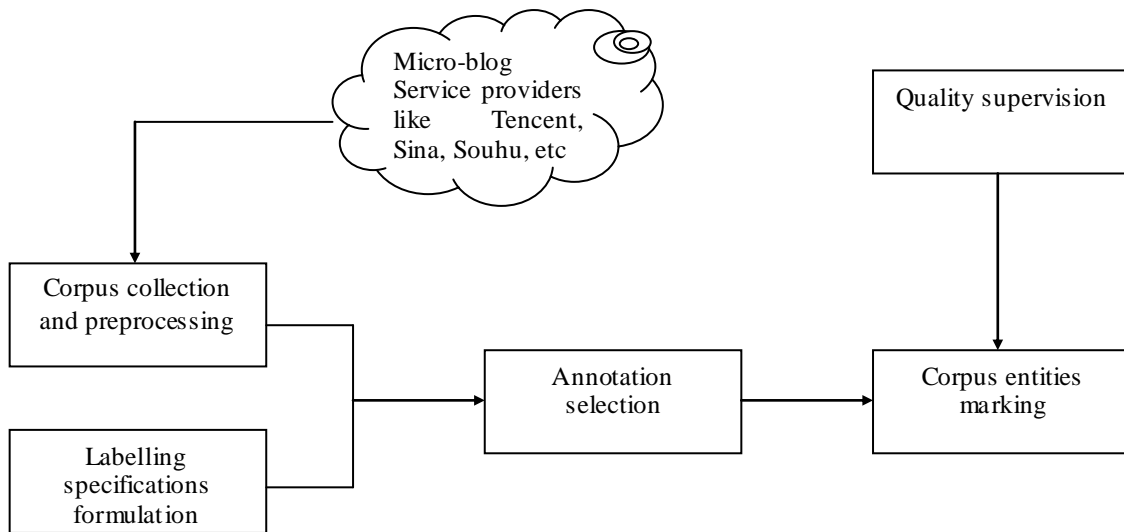 Micro-blog
Service providers
like Tencent,
Sina, Souhu, etc
Quality supervision
Corpus collection
and preprocessing
Annotation
selection
Corpus entities
marking
Labelling
specifications
formulation